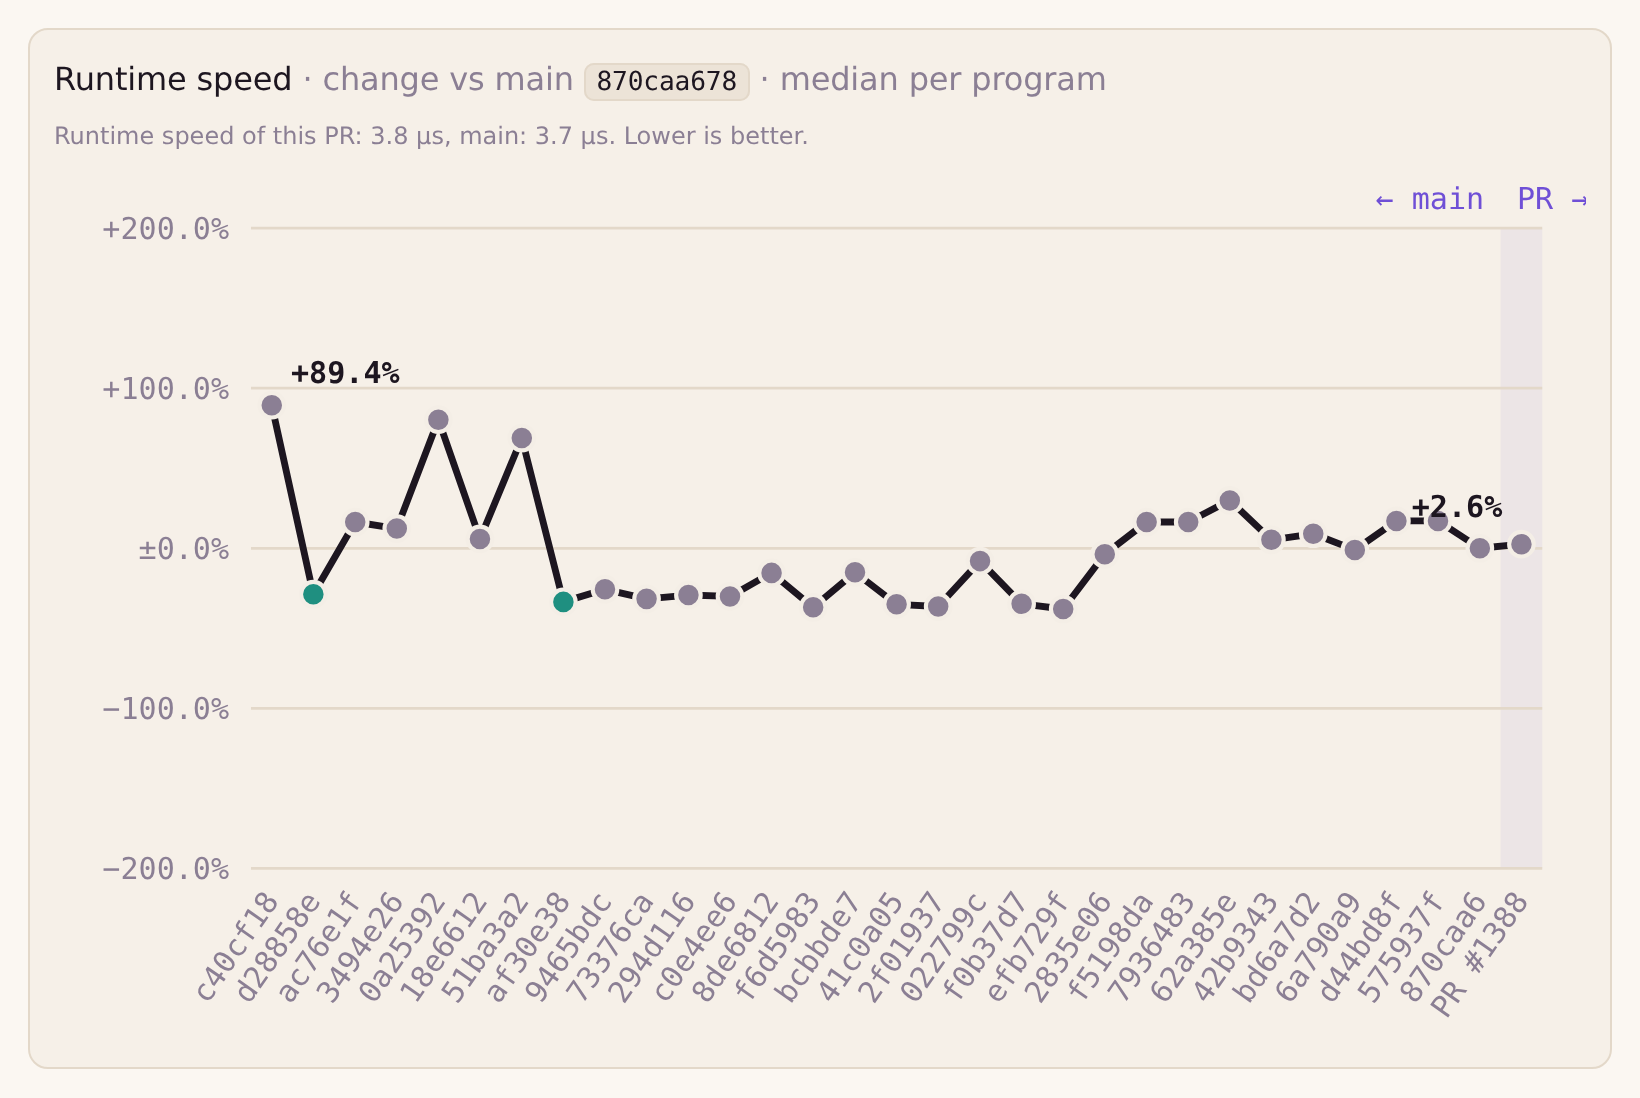 Runtime speed · change vs main 870caa678 · median per program
Runtime speed of this PR: 3.8 µs, main: 3.7 µs. Lower is better.
← main PR →
+200.0%
+100.0%
±0.0%
−100.0%
−200.0%
+89.4%
+2.6%
c40cf18
d28858e
ac76e1f
3494e26
0a25392
18e6612
51ba3a2
af30e38
9465bdc
73376ca
294d116
c0e4ee6
8de6812
f6d5983
bcbbde7
41c0a05
2f01937
022799c
f0b37d7
efb729f
2835e06
f5198da
7936483
62a385e
42b9343
bd6a7d2
6a790a9
d44bd8f
575937f
870caa6
PR #1388